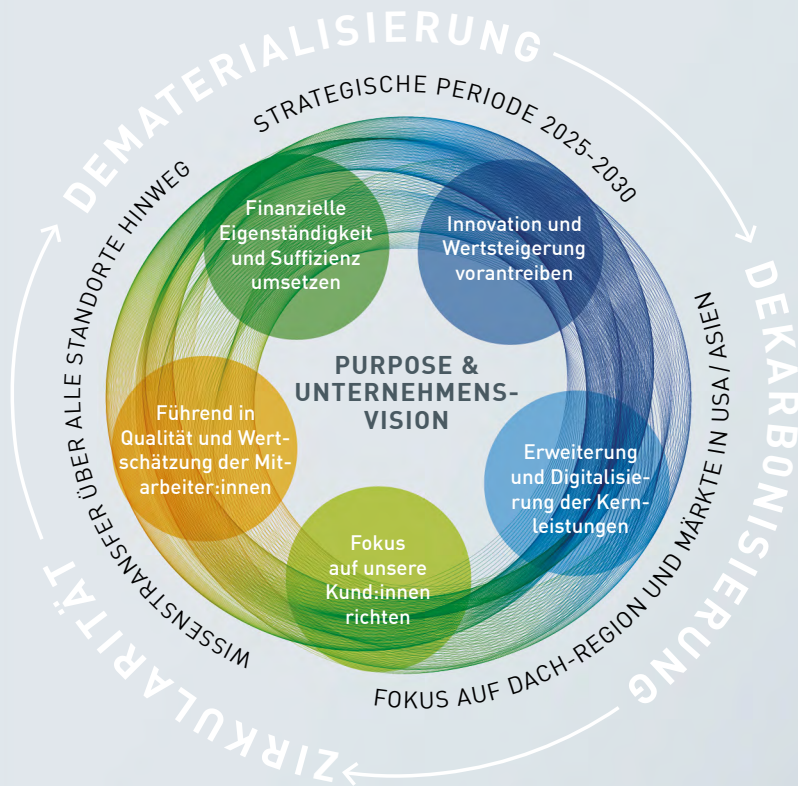 DEMATERIALISIERUNG
DEKARBONISIERUNG
ZIRKULARITÄT
STRATEGISCHE PERIODE 2025-2030
FOKUS AUF DACH-REGION UND MÄRKTE IN USA / ASIEN
WISSENSTRANSFER ÜBER ALLE STANDORTE HINWEG
Finanzielle
Eigenständigkeit
und Suffizienz
umsetzen
Innovation und
Wertsteigerung
vorantreiben
PURPOSE &
UNTERNEHMENS-
VISION
Führend in
Qualität und Wert-
schätzung der Mit-
arbeiter:innen
Erweiterung
und Digitalisie-
rung der Kern-
leistungen
Fokus
auf unsere
Kund:innen
richten